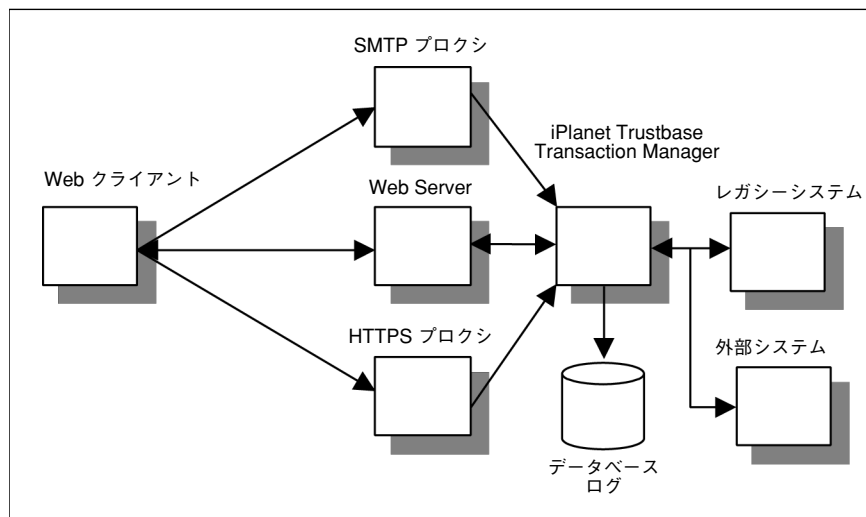 SMTP プロクシ
iPlanet Trustbase
Transaction Manager
Web クライアント
Web Server
レガシーシステム
HTTPS プロクシ
外部システム
データベース
ログ